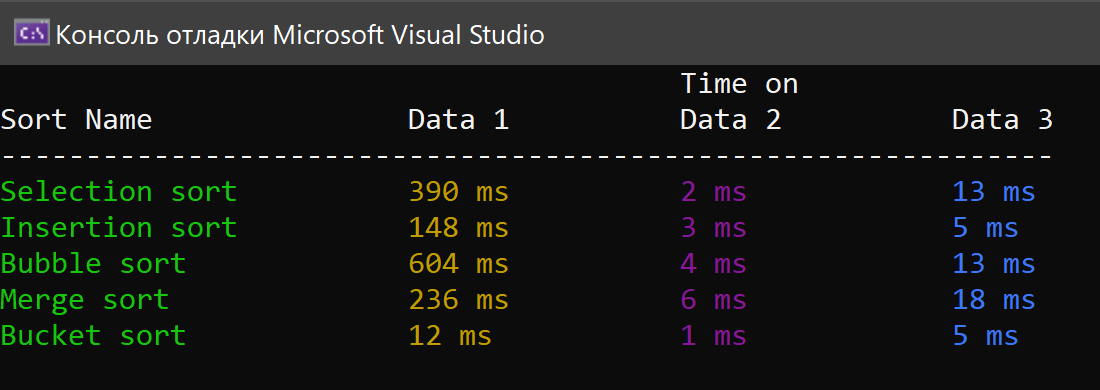 C:\ Консоль отладки Microsoft Visual Studio
Time on
Sort Name Data 1 Data 2 Data 3
--------------------------------------------------------------
Selection sort 390 ms 2 ms 13 ms
Insertion sort 148 ms 3 ms 5 ms
Bubble sort 604 ms 4 ms 13 ms
Merge sort 236 ms 6 ms 18 ms
Bucket sort 12 ms 1 ms 5 ms